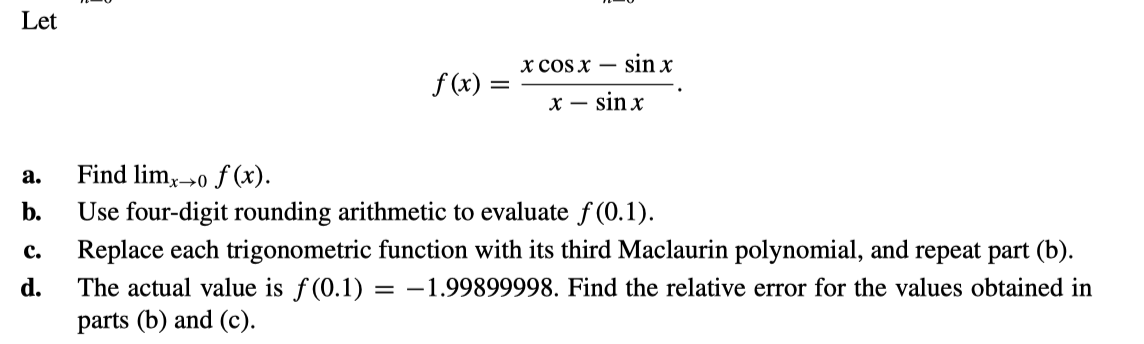 Let
f(x) = \frac{x \cos x − \sin x}{x − \sin x}.
a. Find lim_{x→0} f(x).
b. Use four-digit rounding arithmetic to evaluate f(0.1).
c. Replace each trigonometric function with its third Maclaurin polynomial, and repeat part (b).
d. The actual value is f(0.1) = −1.99899998. Find the relative error for the values obtained in
parts (b) and (c).